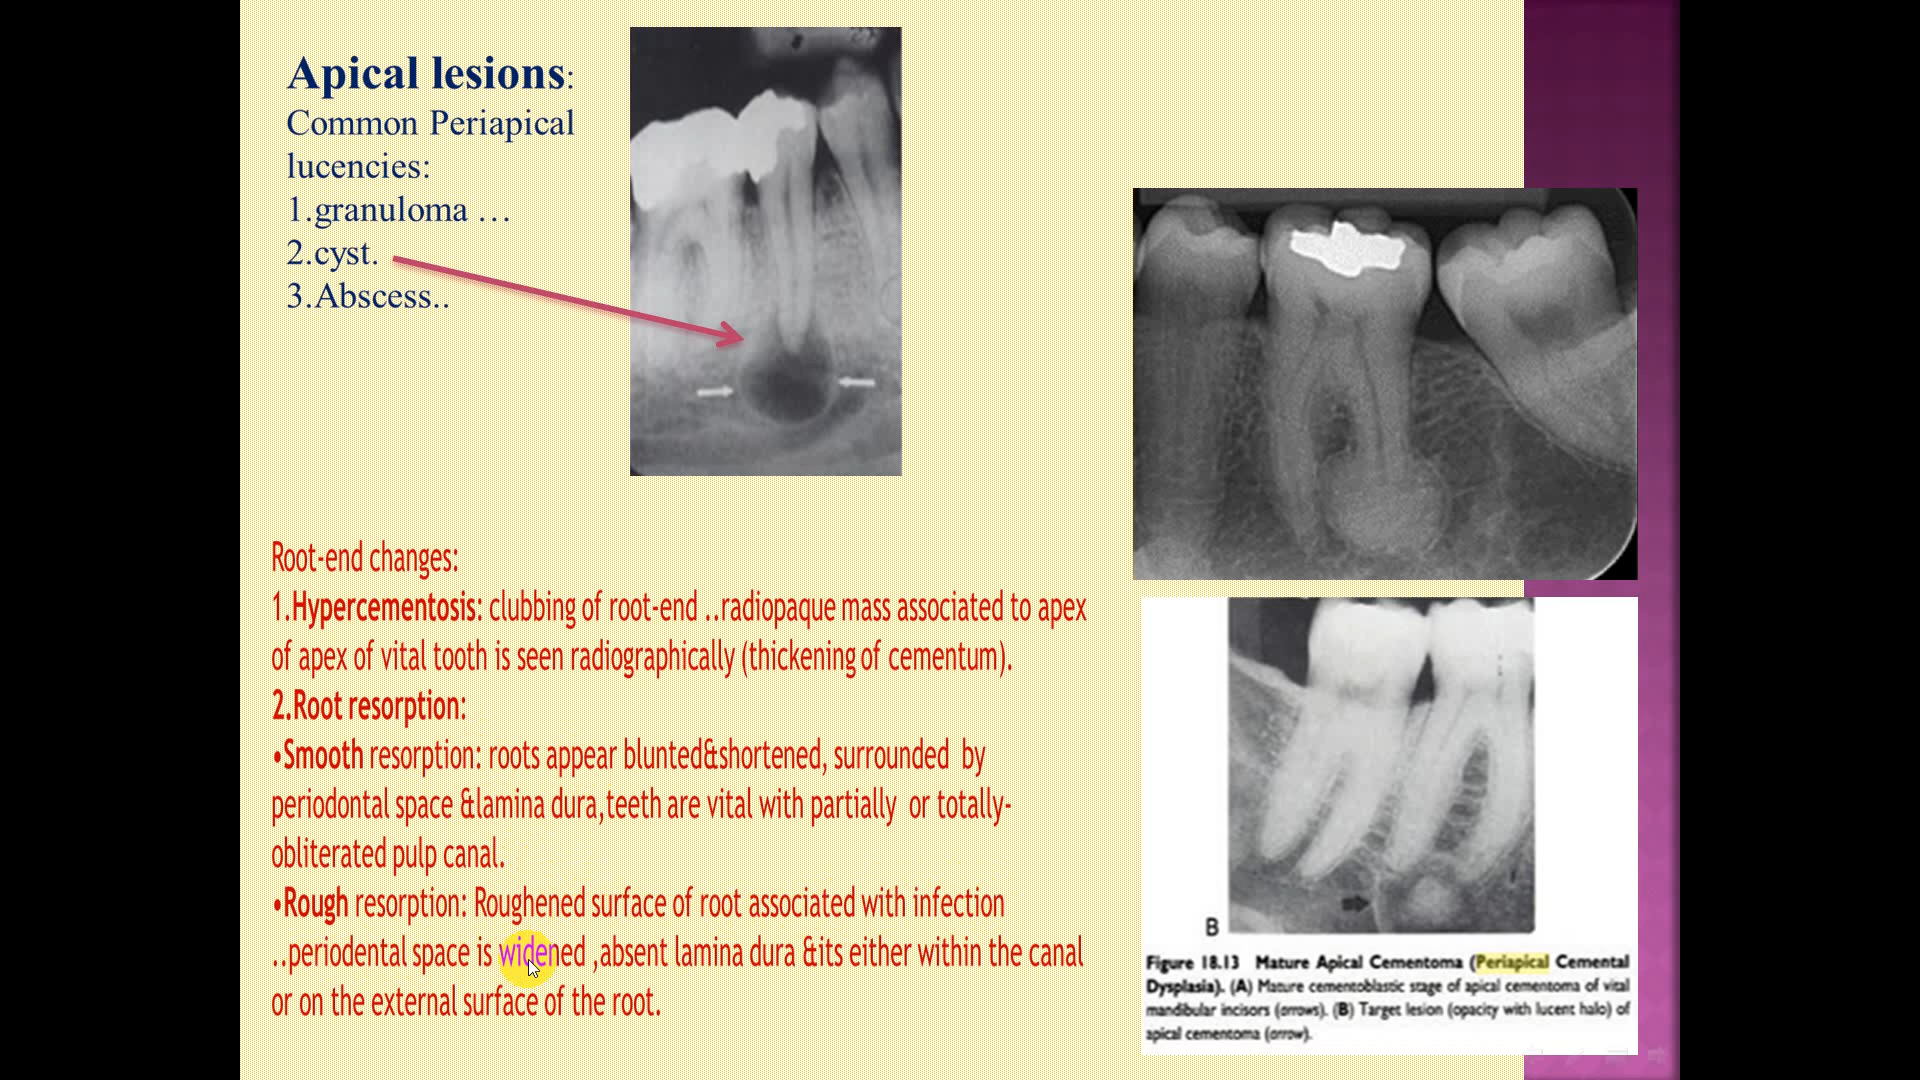 Apical lesions:
Common Periapical
lucencies:
1.granuloma …
2.cyst.
3.Abscess..
Root-end changes:
1.Hypercementosis: clubbing of root-end ..radiopaque mass associated to apex
of apex of vital tooth is seen radiographically (thickening of cementum).
2.Root resorption:
•Smooth resorption: roots appear blunted&shortened, surrounded by
periodontal space &lamina dura,teeth are vital with partially or totally-
obliterated pulp canal.
•Rough resorption: Roughened surface of root associated with infection
..periodental space is widened ,absent lamina dura &its either within the canal
or on the external surface of the root.
B
Figure 18.13 Mature Apical Cementoma (Periapical Cemental
Dysplasia). (A) Mature cementoblastic stage of apical cementoma of vital
mandibular incisors (arrows). (B) Target lesion (opacity with lucent halo) of
apical cementoma (arrow).